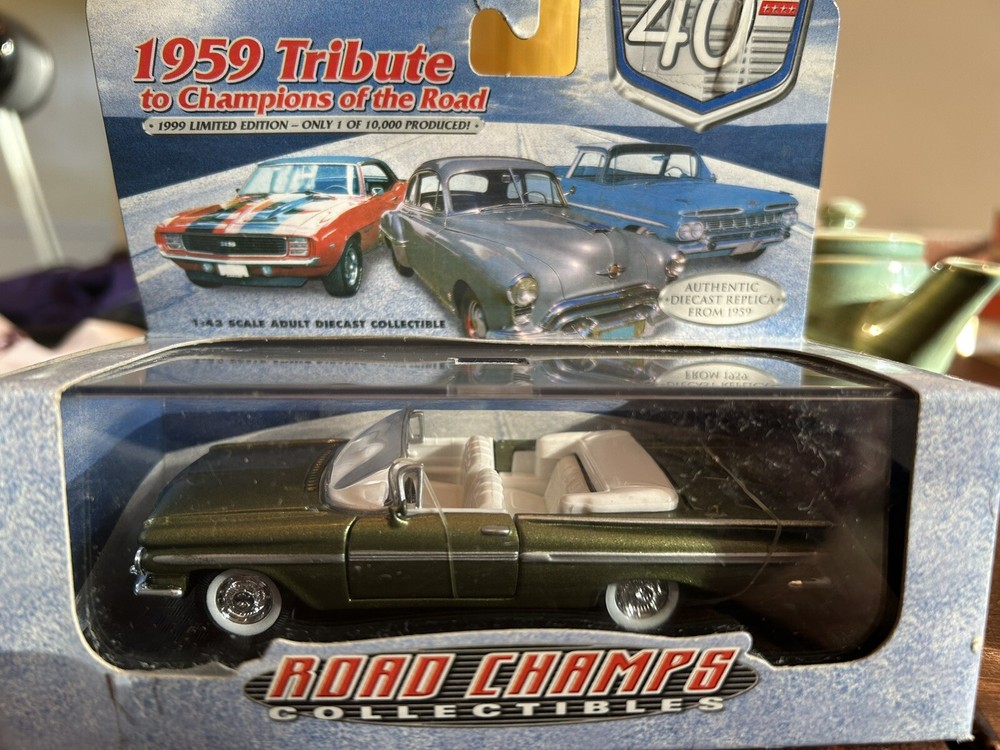 40
1959 Tribute
to Champions of the Road
• 1999 LIMITED EDITION – ONLY 1 OF 10,000 PRODUCED! •
AUTHENTIC
• DIECAST REPLICA •
FROM 1959
1:43 SCALE ADULT DIECAST COLLECTIBLE
ROAD CHAMPS
COLLECTIBLES